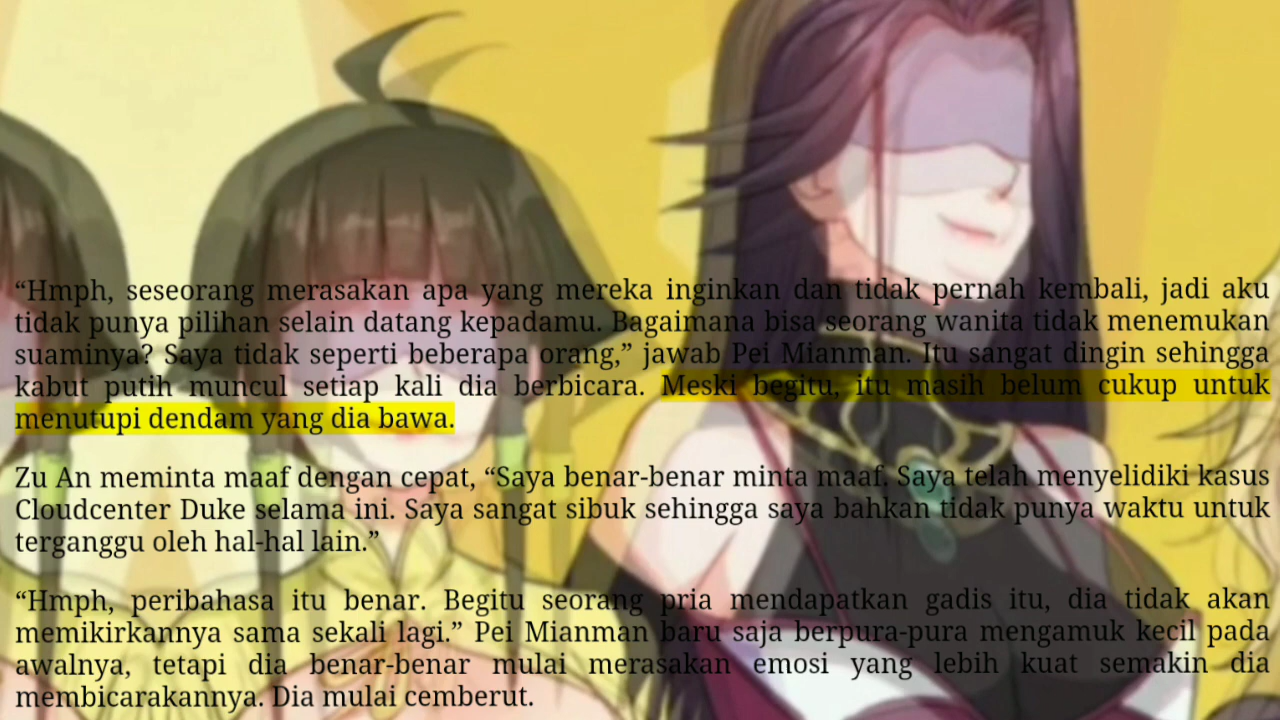 “Hmph, seseorang merasakan apa yang mereka inginkan dan tidak pernah kembali, jadi aku
tidak punya pilihan selain datang kepadamu. Bagaimana bisa seorang wanita tidak menemukan
suaminya? Saya tidak seperti beberapa orang,” jawab Pei Mianman. Itu sangat dingin sehingga
kabut putih muncul setiap kali dia berbicara. Meski begitu, itu masih belum cukup untuk
menutupi dendam yang dia bawa.
Zu An meminta maaf dengan cepat, “Saya benar-benar minta maaf. Saya telah menyelidiki kasus
Cloudcenter Duke selama ini. Saya sangat sibuk sehingga saya bahkan tidak punya waktu untuk
terganggu oleh hal-hal lain.”
“Hmph, peribahasa itu benar. Begitu seorang pria mendapatkan gadis itu, dia tidak akan
memikirkannya sama sekali lagi.” Pei Mianman baru saja berpura-pura mengamuk kecil pada
awalnya, tetapi dia benar-benar mulai merasakan emosi yang lebih kuat semakin dia
membicarakannya. Dia mulai cemberut.